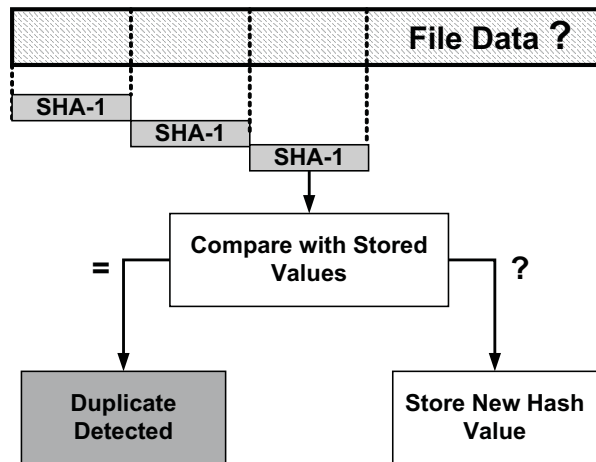 File Data ?
SHA-1
SHA-1
SHA-1
Compare with Stored
Values
=
?
Duplicate
Detected
Store New Hash
Value